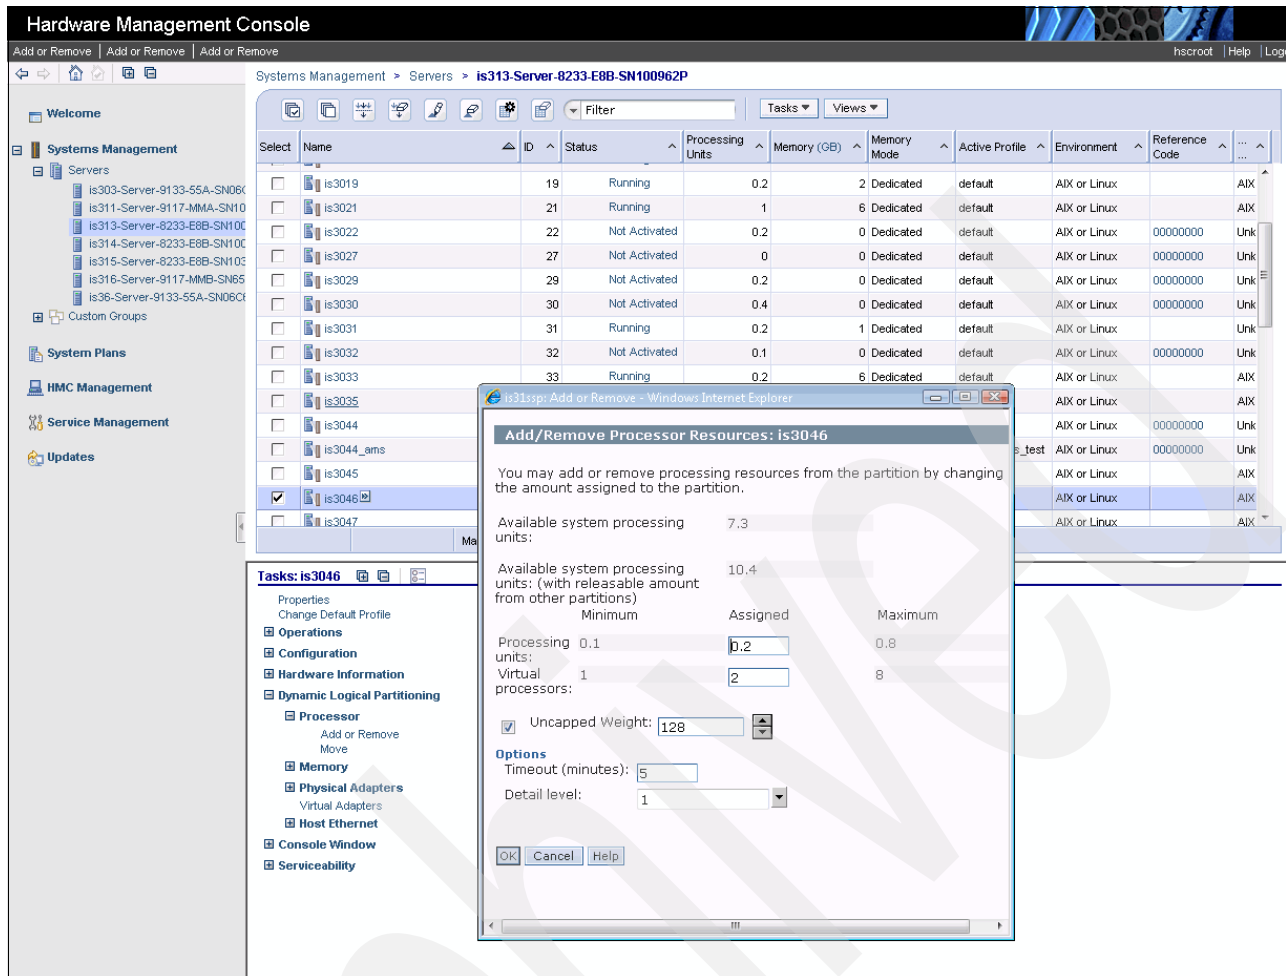 Hardware Management Console
Add or Remove | Add or Remove | Add or Remove
hscroot | Help | Log
Systems Management > Servers > is313-Server-8233-E8B-SN100962P
Filter
Tasks ▼ Views ▼
Select Name ID Status Processing Units Memory (GB) Memory Mode Active Profile Environment Reference Code ... ...
is3019 19 Running 0.2 2 Dedicated default AIX or Linux AIX
is3021 21 Running 1 6 Dedicated default AIX or Linux AIX
is3022 22 Not Activated 0.2 0 Dedicated default AIX or Linux 00000000 Unk
is3027 27 Not Activated 0 0 Dedicated default AIX or Linux 00000000 Unk
is3029 29 Not Activated 0.2 0 Dedicated default AIX or Linux 00000000 Unk
is3030 30 Not Activated 0.4 0 Dedicated default AIX or Linux 00000000 Unk
is3031 31 Running 0.2 1 Dedicated default AIX or Linux Unk
is3032 32 Not Activated 0.1 0 Dedicated default AIX or Linux 00000000 Unk
is3033 33 Running 0.2 6 Dedicated default AIX or Linux AIX
is3035 AIX or Linux AIX
is3044 AIX or Linux 00000000 Unk
is3044_ams s_test AIX or Linux 00000000 Unk
is3045 AIX or Linux AIX
is3046 AIX or Linux AIX
is3047 AIX or Linux AIX
Ma
Welcome
Systems Management
Servers
is303-Server-9133-55A-SN06
is311-Server-9117-MMA-SN10
is313-Server-8233-E8B-SN100
is314-Server-8233-E8B-SN100
is315-Server-8233-E8B-SN103
is316-Server-9117-MMB-SN65
is36-Server-9133-55A-SN06C6
Custom Groups
System Plans
HMC Management
Service Management
Updates
Tasks: is3046
Properties
Change Default Profile
Operations
Configuration
Hardware Information
Dynamic Logical Partitioning
Processor
Add or Remove
Move
Memory
Physical Adapters
Virtual Adapters
Host Ethernet
Console Window
Serviceability
is31ssp: Add or Remove - Windows Internet Explorer
Add/Remove Processor Resources: is3046
You may add or remove processing resources from the partition by changing
the amount assigned to the partition.
Available system processing 7.3
units:
Available system processing 10.4
units: (with releasable amount
from other partitions)
Minimum Assigned Maximum
Processing 0.1 0.2 0.8
units:
Virtual 1 2 8
processors:
Uncapped Weight: 128
Options
Timeout (minutes): 5
Detail level: 1
OK Cancel Help